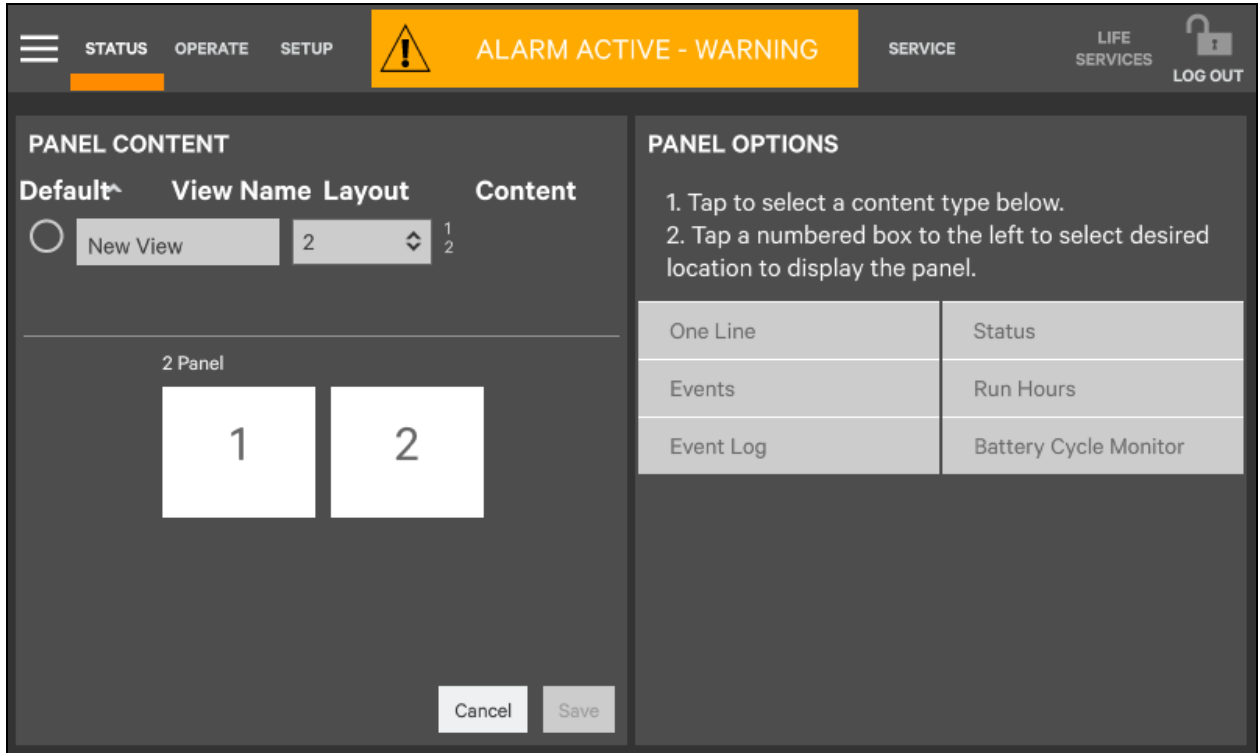 STATUS OPERATE SETUP ALARM ACTIVE - WARNING SERVICE LIFE SERVICES LOG OUT
PANEL CONTENT
Default View Name Layout Content
New View 2 1
2
2 Panel
1 2
Cancel Save
PANEL OPTIONS
1. Tap to select a content type below.
2. Tap a numbered box to the left to select desired
location to display the panel.
One Line Status
Events Run Hours
Event Log Battery Cycle Monitor